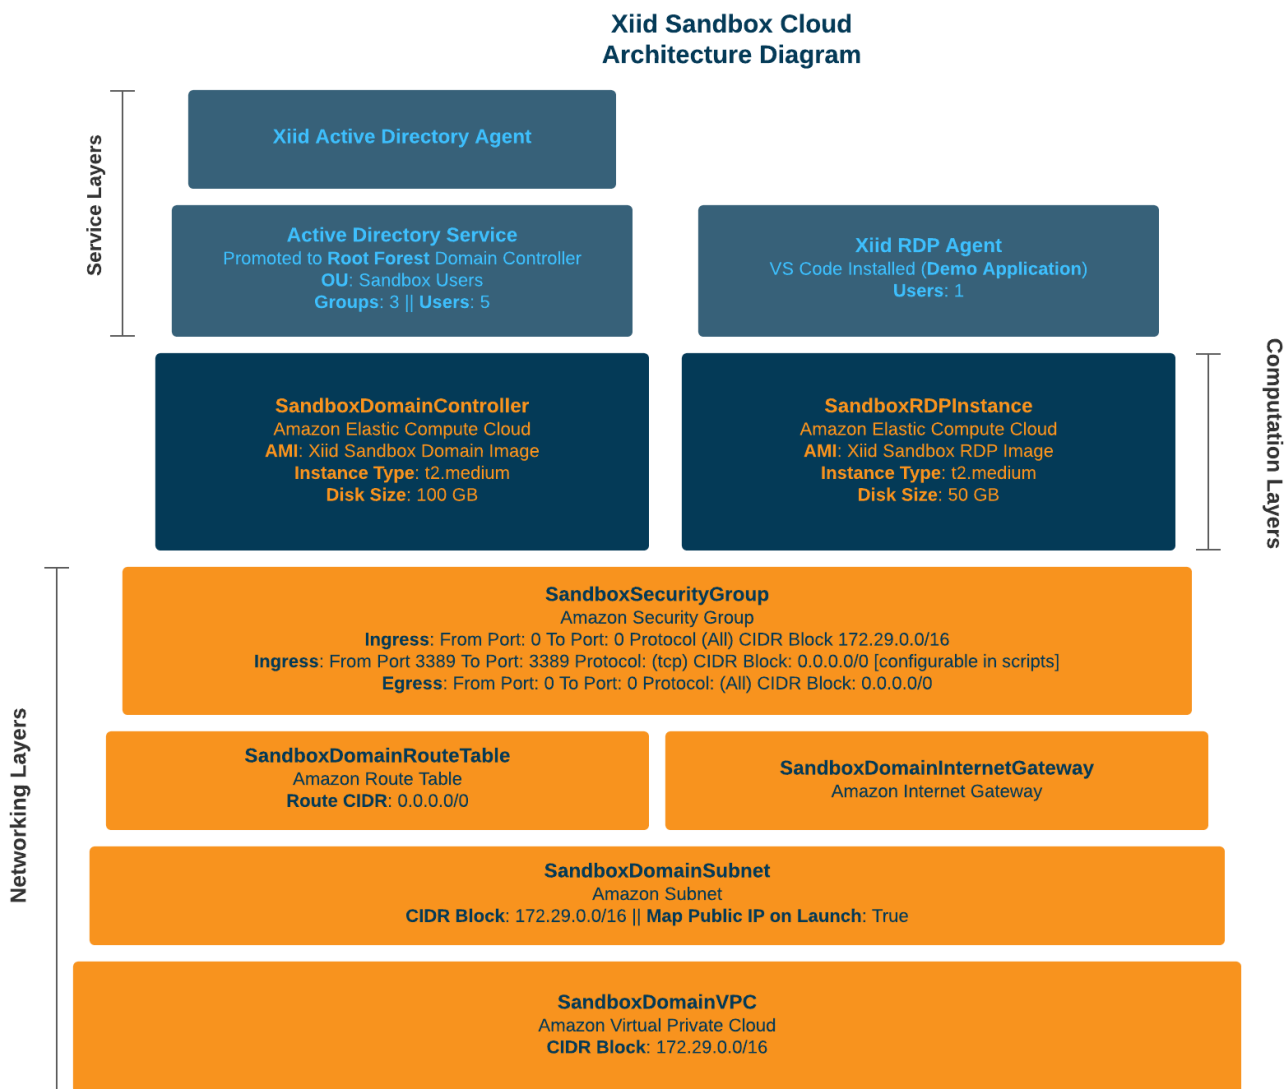 Xiid Sandbox Cloud
Architecture Diagram
Service Layers
Xiid Active Directory Agent
Active Directory Service
Promoted to Root Forest Domain Controller
OU: Sandbox Users
Groups: 3 || Users: 5
Xiid RDP Agent
VS Code Installed (Demo Application)
Users: 1
Computation Layers
SandboxDomainController
Amazon Elastic Compute Cloud
AMI: Xiid Sandbox Domain Image
Instance Type: t2.medium
Disk Size: 100 GB
SandboxRDPInstance
Amazon Elastic Compute Cloud
AMI: Xiid Sandbox RDP Image
Instance Type: t2.medium
Disk Size: 50 GB
Networking Layers
SandboxSecurityGroup
Amazon Security Group
Ingress: From Port: 0 To Port: 0 Protocol (All) CIDR Block 172.29.0.0/16
Ingress: From Port 3389 To Port: 3389 Protocol: (tcp) CIDR Block: 0.0.0.0/0 [configurable in scripts]
Egress: From Port: 0 To Port: 0 Protocol: (All) CIDR Block: 0.0.0.0/0
SandboxDomainRouteTable
Amazon Route Table
Route CIDR: 0.0.0.0/0
SandboxDomainInternetGateway
Amazon Internet Gateway
SandboxDomainSubnet
Amazon Subnet
CIDR Block: 172.29.0.0/16 || Map Public IP on Launch: True
SandboxDomainVPC
Amazon Virtual Private Cloud
CIDR Block: 172.29.0.0/16